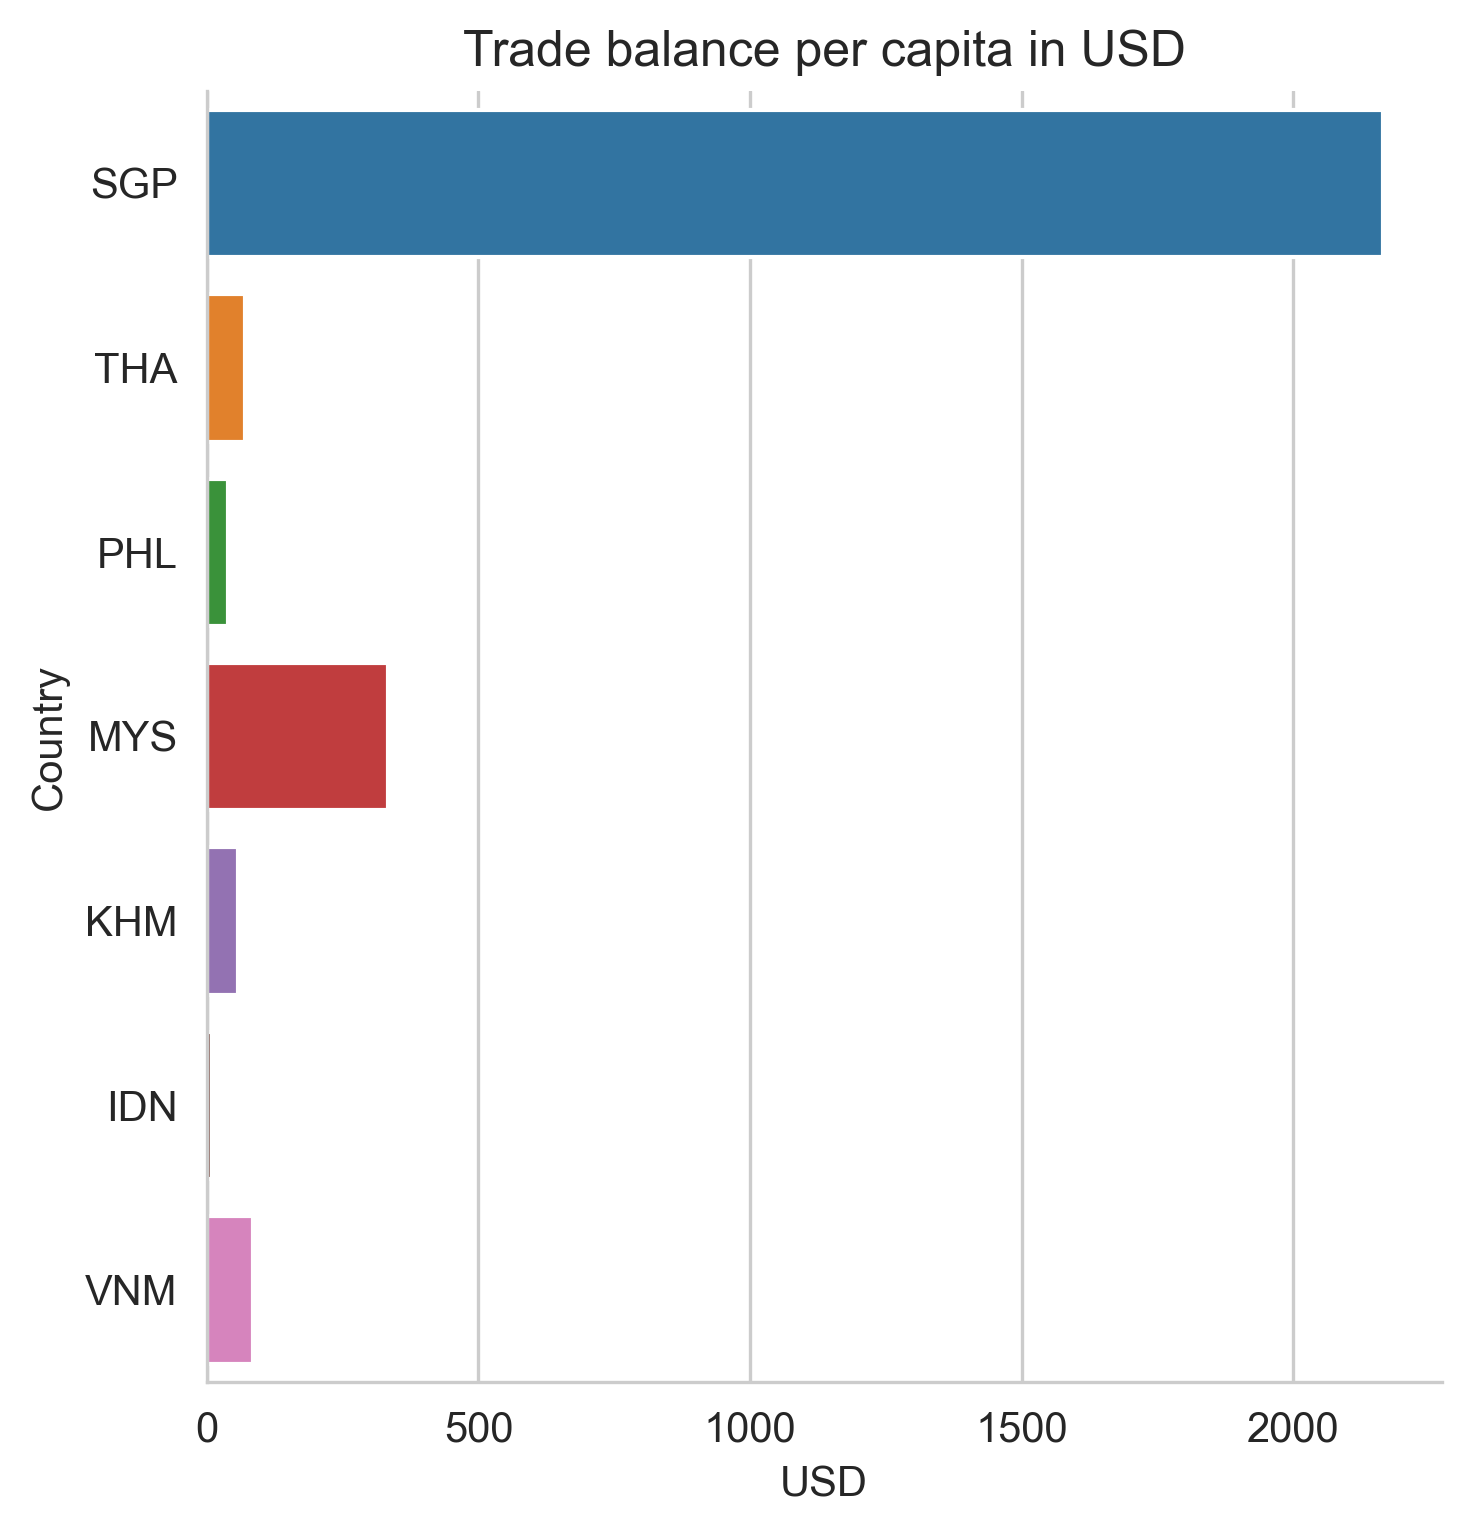 Trade balance per capita in USD
SGP
THA
PHL
MYS
KHM
IDN
VNM
Country
0 500 1000 1500 2000
USD